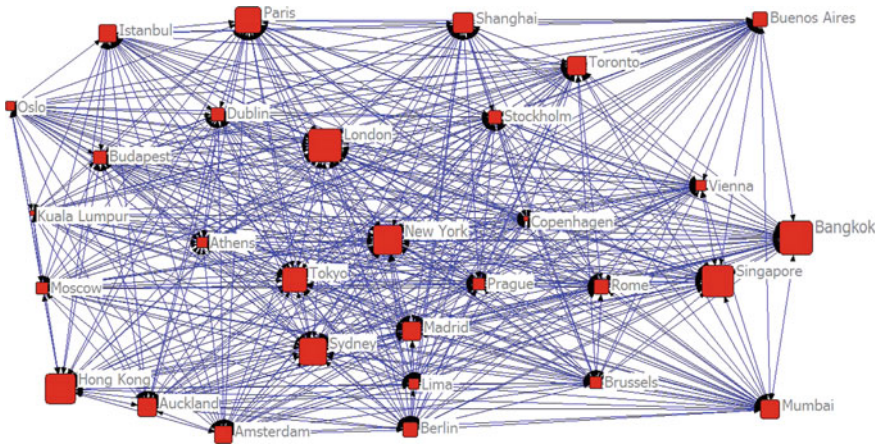 Istanbul
Paris
Shanghai
Buenos Aires
Toronto
Oslo
Dublin
London
Stockholm
Budapest
Vienna
Kuala Lumpur
Athens
New York
Copenhagen
Bangkok
Moscow
Tokyo
Prague
Rome
Singapore
Sydney
Madrid
Hong Kong
Auckland
Lima
Brussels
Amsterdam
Berlin
Mumbai